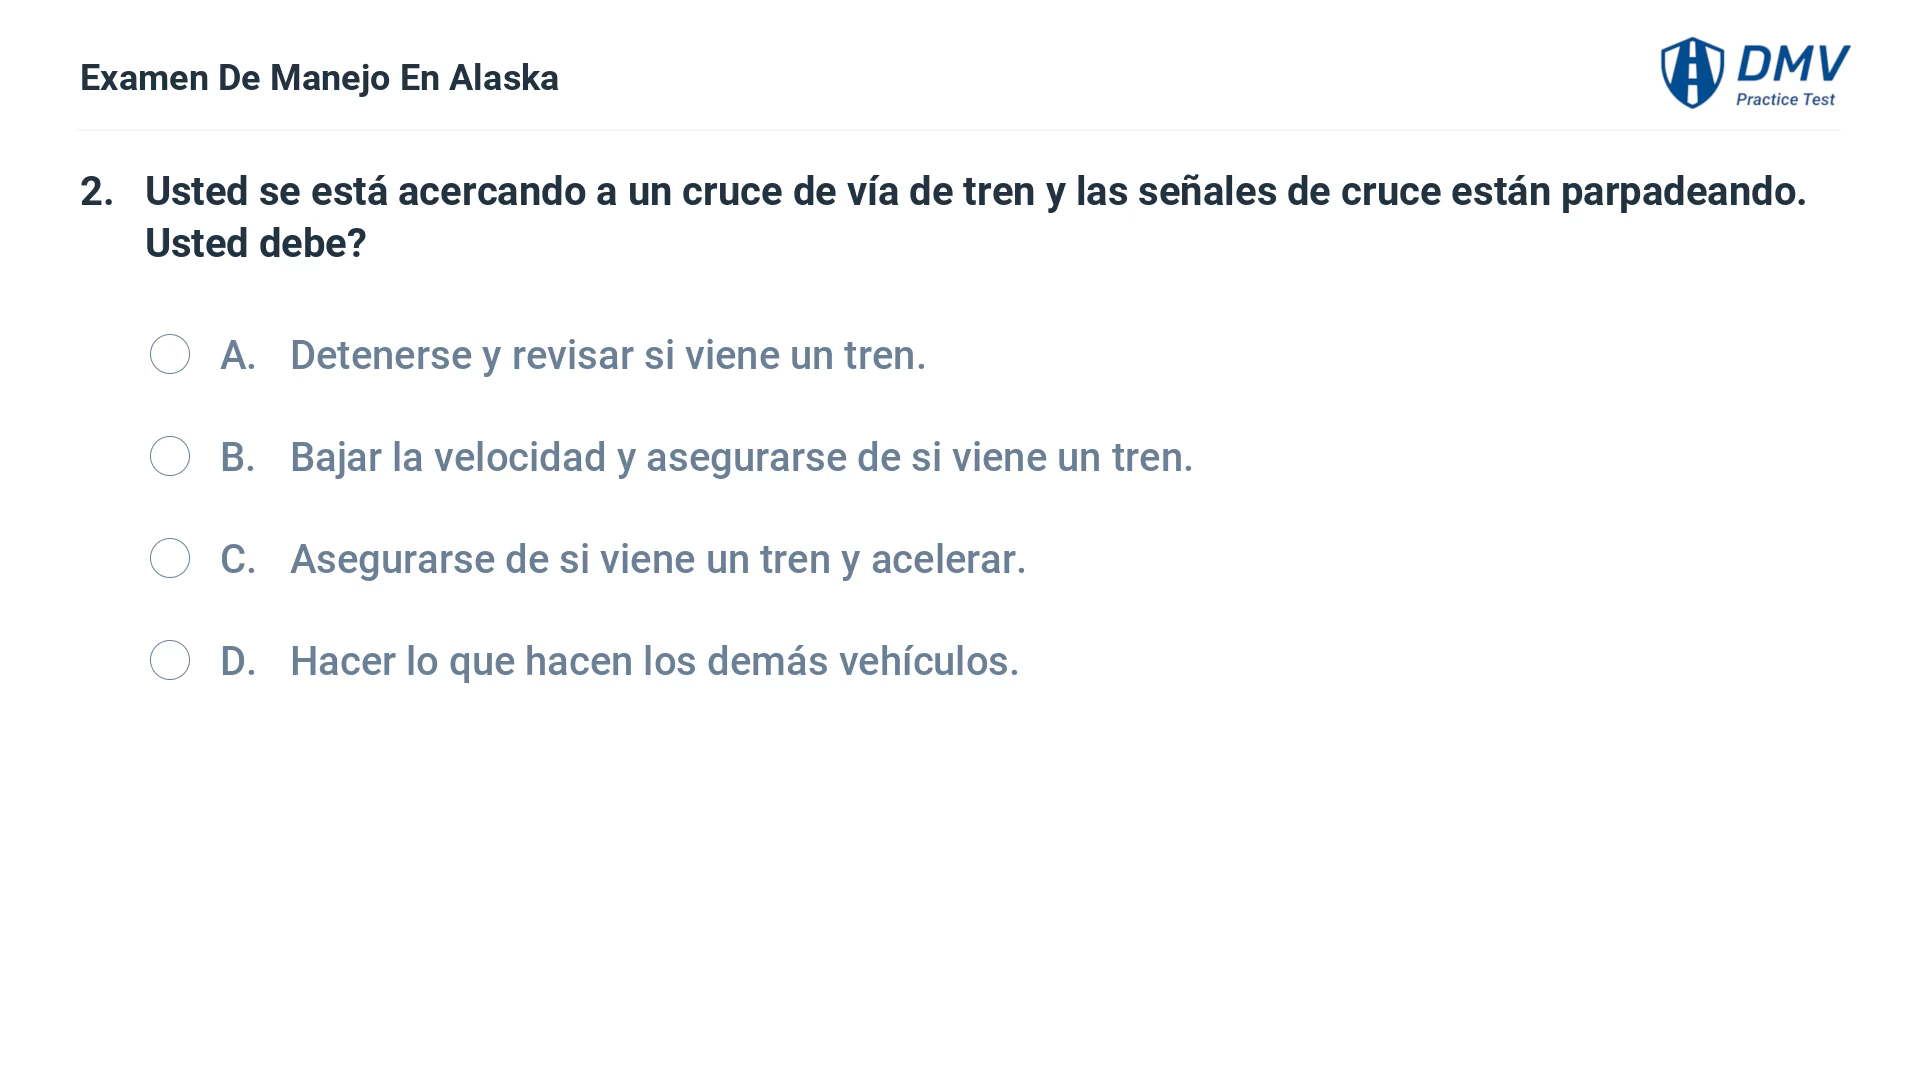 Examen De Manejo En Alaska
DMV
Practice Test
2. Usted se está acercando a un cruce de vía de tren y las señales de cruce están parpadeando.
Usted debe?
A. Detenerse y revisar si viene un tren.
B. Bajar la velocidad y asegurarse de si viene un tren.
C. Asegurarse de si viene un tren y acelerar.
D. Hacer lo que hacen los demás vehículos.